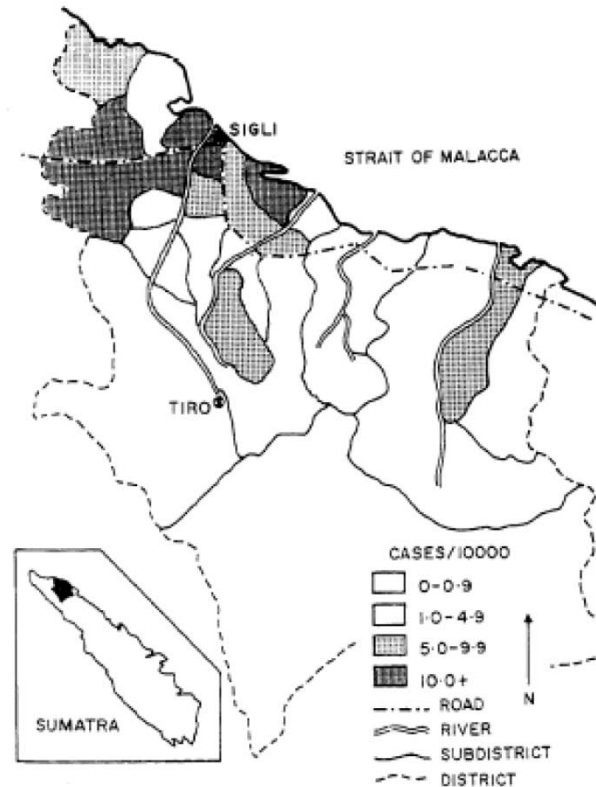 SIGLI
STRAIT OF MALACCA
TIRO
CASES/10000
0-0·9
1·0-4·9
5·0-9·9
10·0+
ROAD
N
RIVER
SUMATRA
SUBDISTRICT
DISTRICT